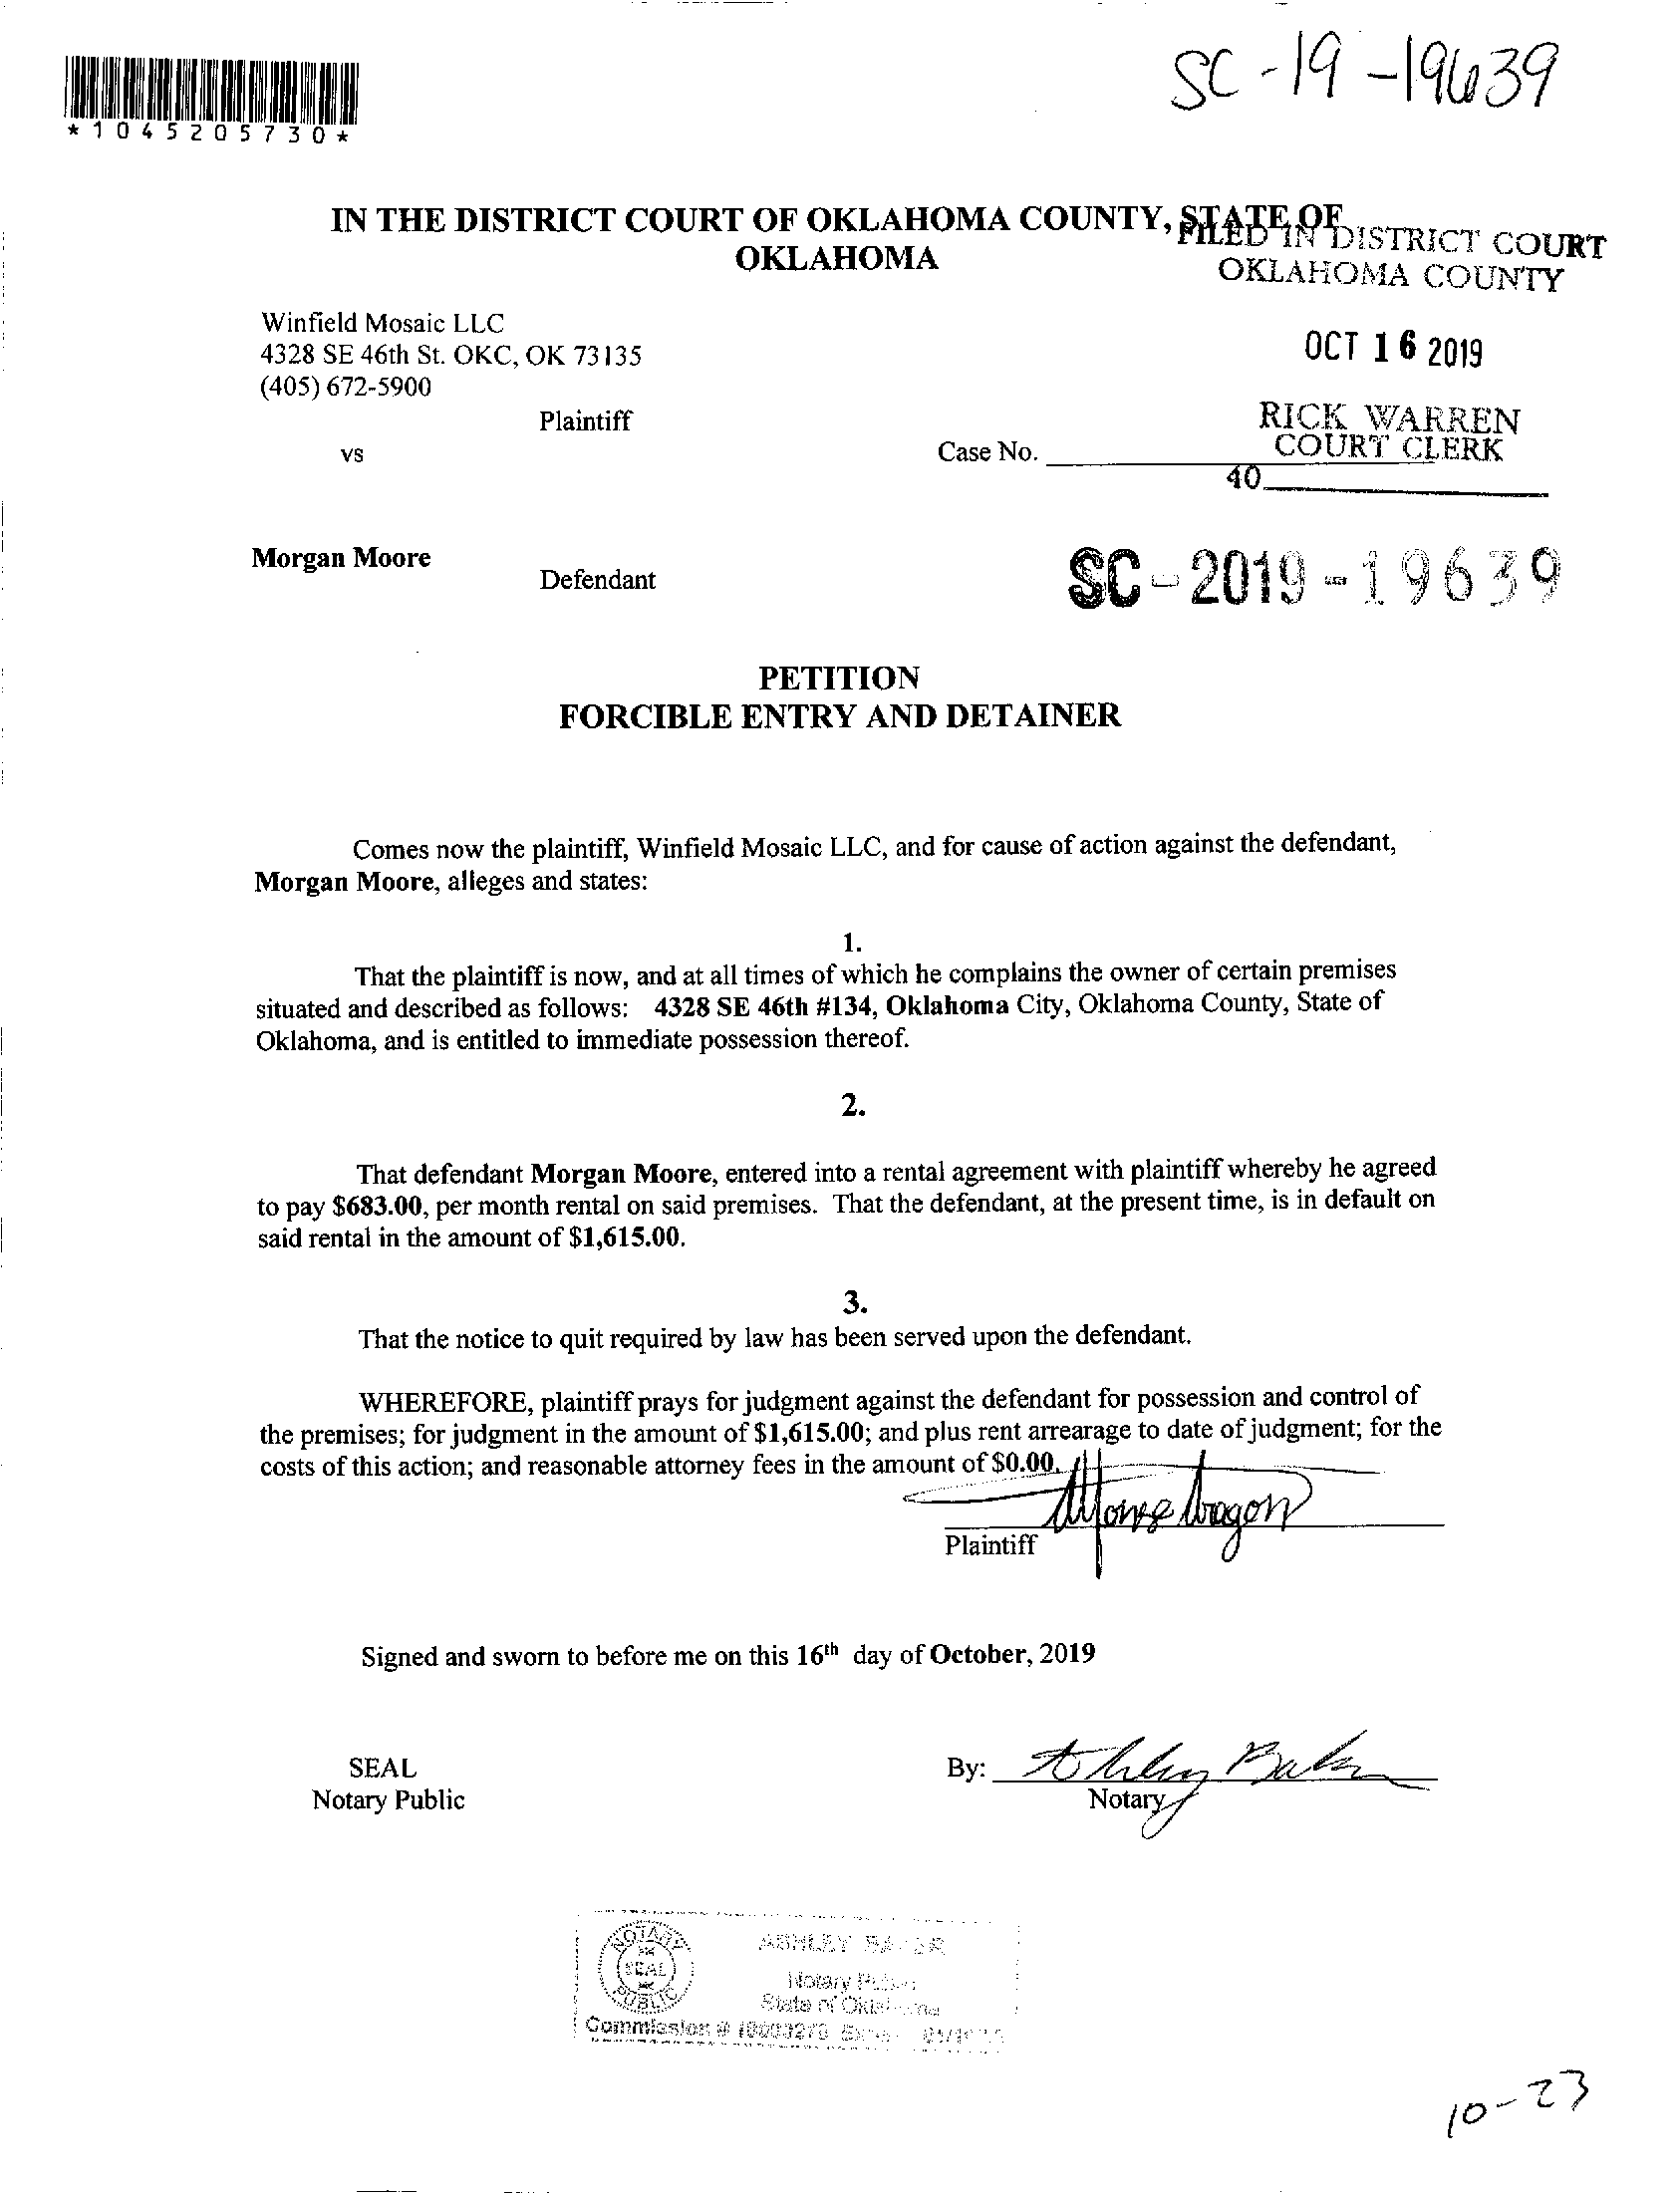 SC-19-19639
*1045205730*
IN THE DISTRICT COURT OF OKLAHOMA COUNTY, STATE OF
OKLAHOMA
FILED IN DISTRICT COURT
OKLAHOMA COUNTY
Winfield Mosaic LLC
4328 SE 46th St. OKC, OK 73135
(405) 672-5900
OCT 16 2019
Plaintiff
RICK WARREN
COURT CLERK
vs
Case No.
40
Morgan Moore
Defendant
SC-2019-19639
PETITION
FORCIBLE ENTRY AND DETAINER
Comes now the plaintiff, Winfield Mosaic LLC, and for cause of action against the defendant,
Morgan Moore, alleges and states:
1.
That the plaintiff is now, and at all times of which he complains the owner of certain premises
situated and described as follows: 4328 SE 46th #134, Oklahoma City, Oklahoma County, State of
Oklahoma, and is entitled to immediate possession thereof.
2.
That defendant Morgan Moore, entered into a rental agreement with plaintiff whereby he agreed
to pay $683.00, per month rental on said premises. That the defendant, at the present time, is in default on
said rental in the amount of $1,615.00.
3.
That the notice to quit required by law has been served upon the defendant.
WHEREFORE, plaintiff prays for judgment against the defendant for possession and control of
the premises; for judgment in the amount of $1,615.00; and plus rent arrearage to date of judgment; for the
costs of this action; and reasonable attorney fees in the amount of $0.00.
Plaintiff
Signed and sworn to before me on this 16th day of October, 2019
SEAL
Notary Public
By: Ashley Baker
Notary
NOTARY
SEAL
PUBLIC
ASHLEY
Notary
State of
Commission #
10-23